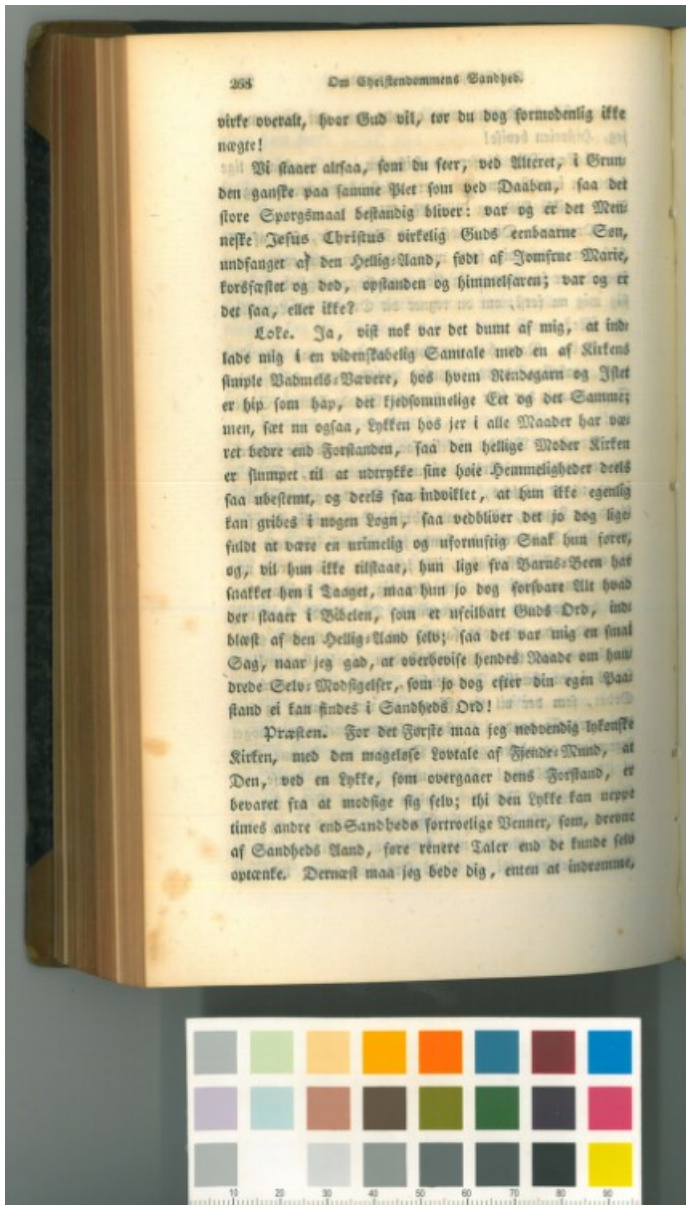 268 Om Christendommens Sandhed.
virke overalt, hvor Gud vil, tør du dog formodenlig ikke
nægte!
Vi staaer altsaa, som du seer, ved Alteret, i Grun-
den ganske paa samme Plet som ved Daaben, saa det
store Spørgsmaal bestandig bliver: var og er det Men-
neske Jesus Christus virkelig Guds eenbaarne Søn,
undfanget af den Hellig-Aand, født af Jomfrue Marie,
korsfæstet og død, opstanden og himmelfaren; var og er
det saa, eller ikke?
Loke. Ja, vist nok var det dumt af mig, at ind-
lade mig i en videnskabelig Samtale med en af Kirkens
simple Vadmels-Vævere, hos hvem Rendegarn og Islet
er hip som hap, det kjedsommelige Eet og det Samme;
men, sæt nu ogsaa, Lykken hos jer i alle Maader har væ-
ret bedre end Forstanden, saa den hellige Moder Kirken
er slumpet til at udtrykke sine høie Hemmeligheder deels
saa ubestemt, og deels saa indviklet, at hun ikke egenlig
kan gribes i nogen Løgn, saa vedbliver det jo dog lige-
fuldt at være en urimelig og ufornuftig Snak hun fører,
og, vil hun ikke tilstaae, hun lige fra Barns-Been har
snakket hen i Taaget, maa hun jo dog forsvare Alt hvad
der staaer i Bibelen, som et ufeilbart Guds Ord, ind-
blæst af den Hellig-Aand selv; saa det var mig en smal
Sag, naar jeg gad, at overbevise hendes Naade om hun-
drede Selv-Modsigelser, som jo dog efter din egen Paa-
stand ei kan findes i Sandheds Ord!
Præsten. For det Første maa jeg nødvendig lykønske
Kirken, med den mageløse Lovtale af Fjende-Mund, at
Den, ved en Lykke, som overgaaer dens Forstand, er
bevaret fra at modsige sig selv; thi den Lykke kan neppe
times andre end Sandheds fortroelige Venner, som, drevne
af Sandheds Aand, føre renere Taler end de kunde selv
optænke. Dernæst maa jeg bede dig, enten at indrømme,
10 20 30 40 50 60 70 80 90